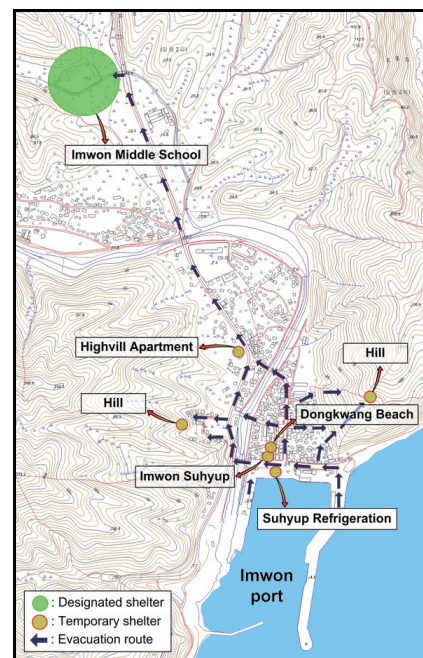 Imwon Middle School
Highvill Apartment
Hill
Hill
Dongkwang Beach
Imwon Suhyup
Suhyup Refrigeration
Imwon
port
: Designated shelter
: Temporary shelter
: Evacuation route